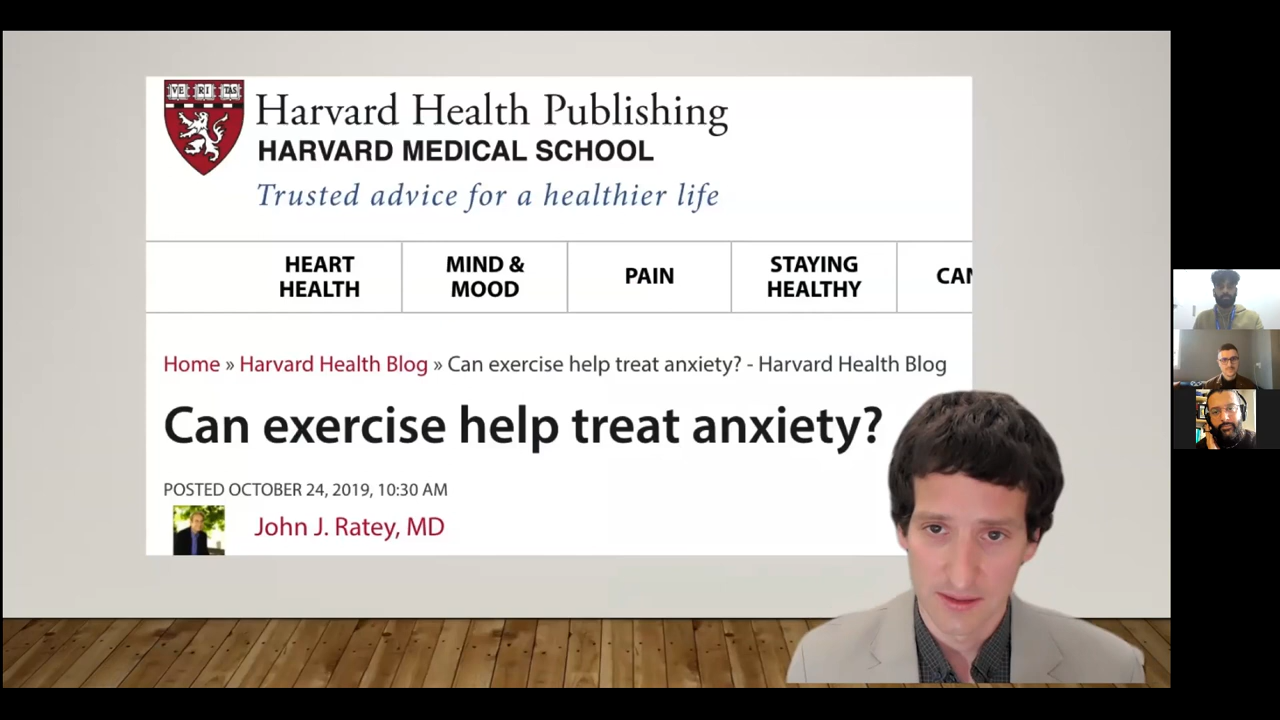 VE RI TAS
Harvard Health Publishing
HARVARD MEDICAL SCHOOL
Trusted advice for a healthier life
HEART
HEALTH
MIND &
MOOD
PAIN
STAYING
HEALTHY
CAN
Home » Harvard Health Blog » Can exercise help treat anxiety? - Harvard Health Blog
Can exercise help treat anxiety?
POSTED OCTOBER 24, 2019, 10:30 AM
John J. Ratey, MD